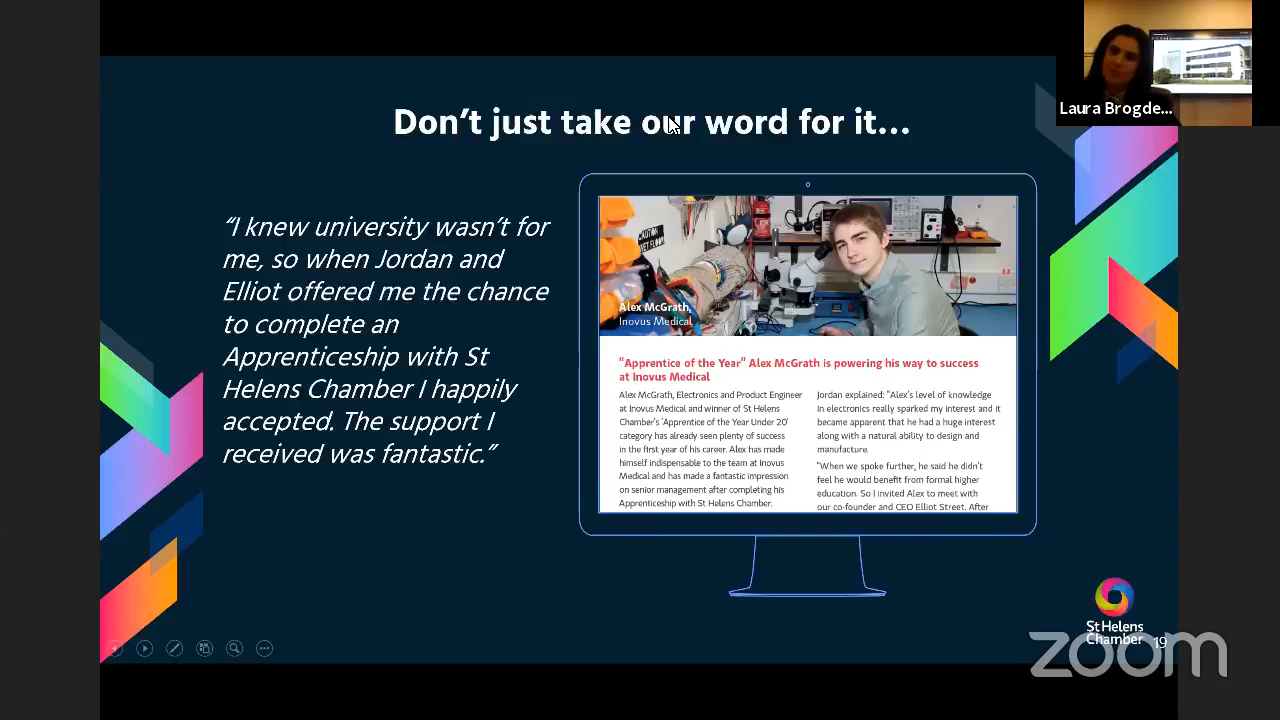 Laura Brogde...
Don't just take our word for it...
"I knew university wasn't for
me, so when Jordan and
Elliot offered me the chance
to complete an
Apprenticeship with St
Helens Chamber I happily
accepted. The support I
received was fantastic."
CAUTION
WET FLOOR
Alex McGrath,
Inovus Medical
"Apprentice of the Year" Alex McGrath is powering his way to success
at Inovus Medical
Alex McGrath, Electronics and Product Engineer
at Inovus Medical and winner of St Helens
Chamber's 'Apprentice of the Year Under 20'
category has already seen plenty of success
in the first year of his career. Alex has made
himself indispensable to the team at Inovus
Medical and has made a fantastic impression
on senior management after completing his
Apprenticeship with St Helens Chamber.
Jordan explained: "Alex's level of knowledge
in electronics really sparked my interest and it
became apparent that he had a huge interest
along with a natural ability to design and
manufacture.
"When we spoke further, he said he didn't
feel he would benefit from formal higher
education. So I invited Alex to meet with
our co-founder and CEO Elliot Street. After
St Helens
Chamber
19
zoom